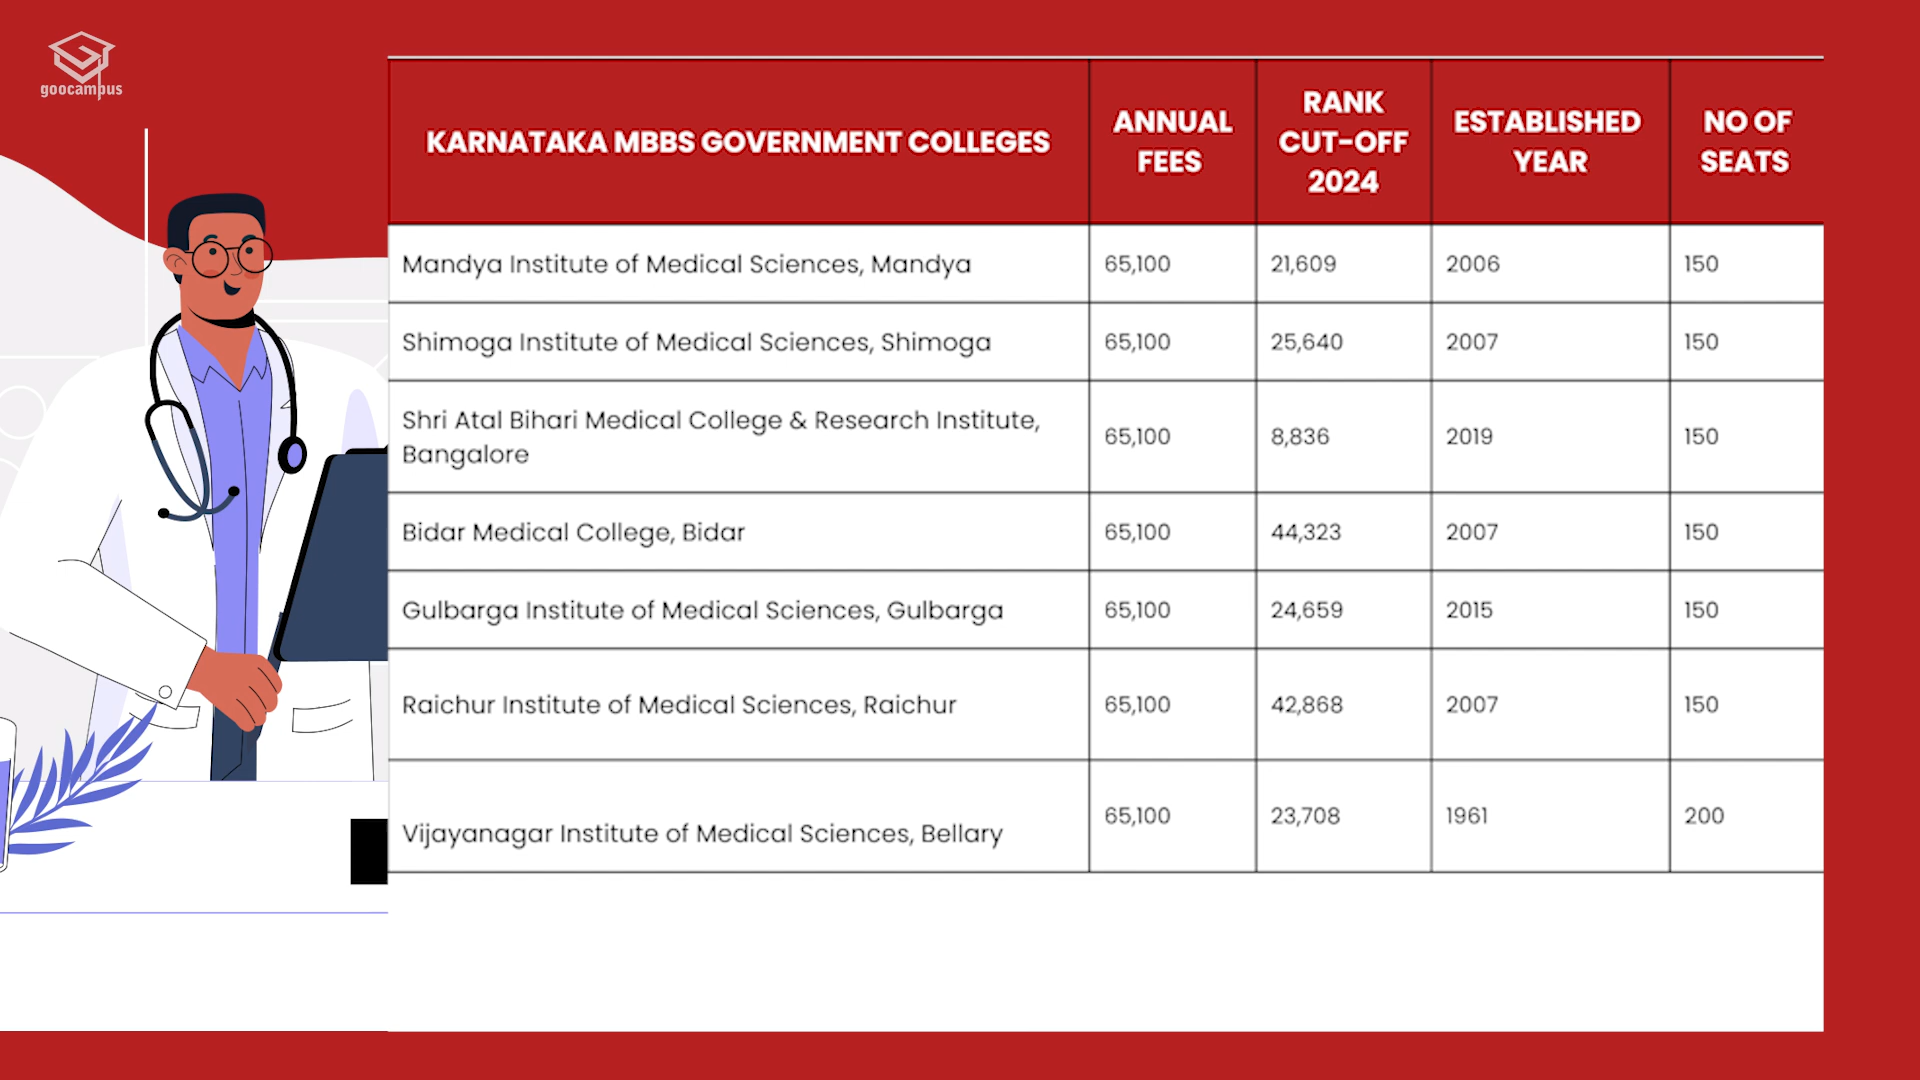 goocampus
KARNATAKA MBBS GOVERNMENT COLLEGES
ANNUAL
FEES
RANK
CUT-OFF
2024
ESTABLISHED
YEAR
NO OF
SEATS
Mandya Institute of Medical Sciences, Mandya 65,100 21,609 2006 150
Shimoga Institute of Medical Sciences, Shimoga 65,100 25,640 2007 150
Shri Atal Bihari Medical College & Research Institute,
Bangalore 65,100 8,836 2019 150
Bidar Medical College, Bidar 65,100 44,323 2007 150
Gulbarga Institute of Medical Sciences, Gulbarga 65,100 24,659 2015 150
Raichur Institute of Medical Sciences, Raichur 65,100 42,868 2007 150
Vijayanagar Institute of Medical Sciences, Bellary 65,100 23,708 1961 200